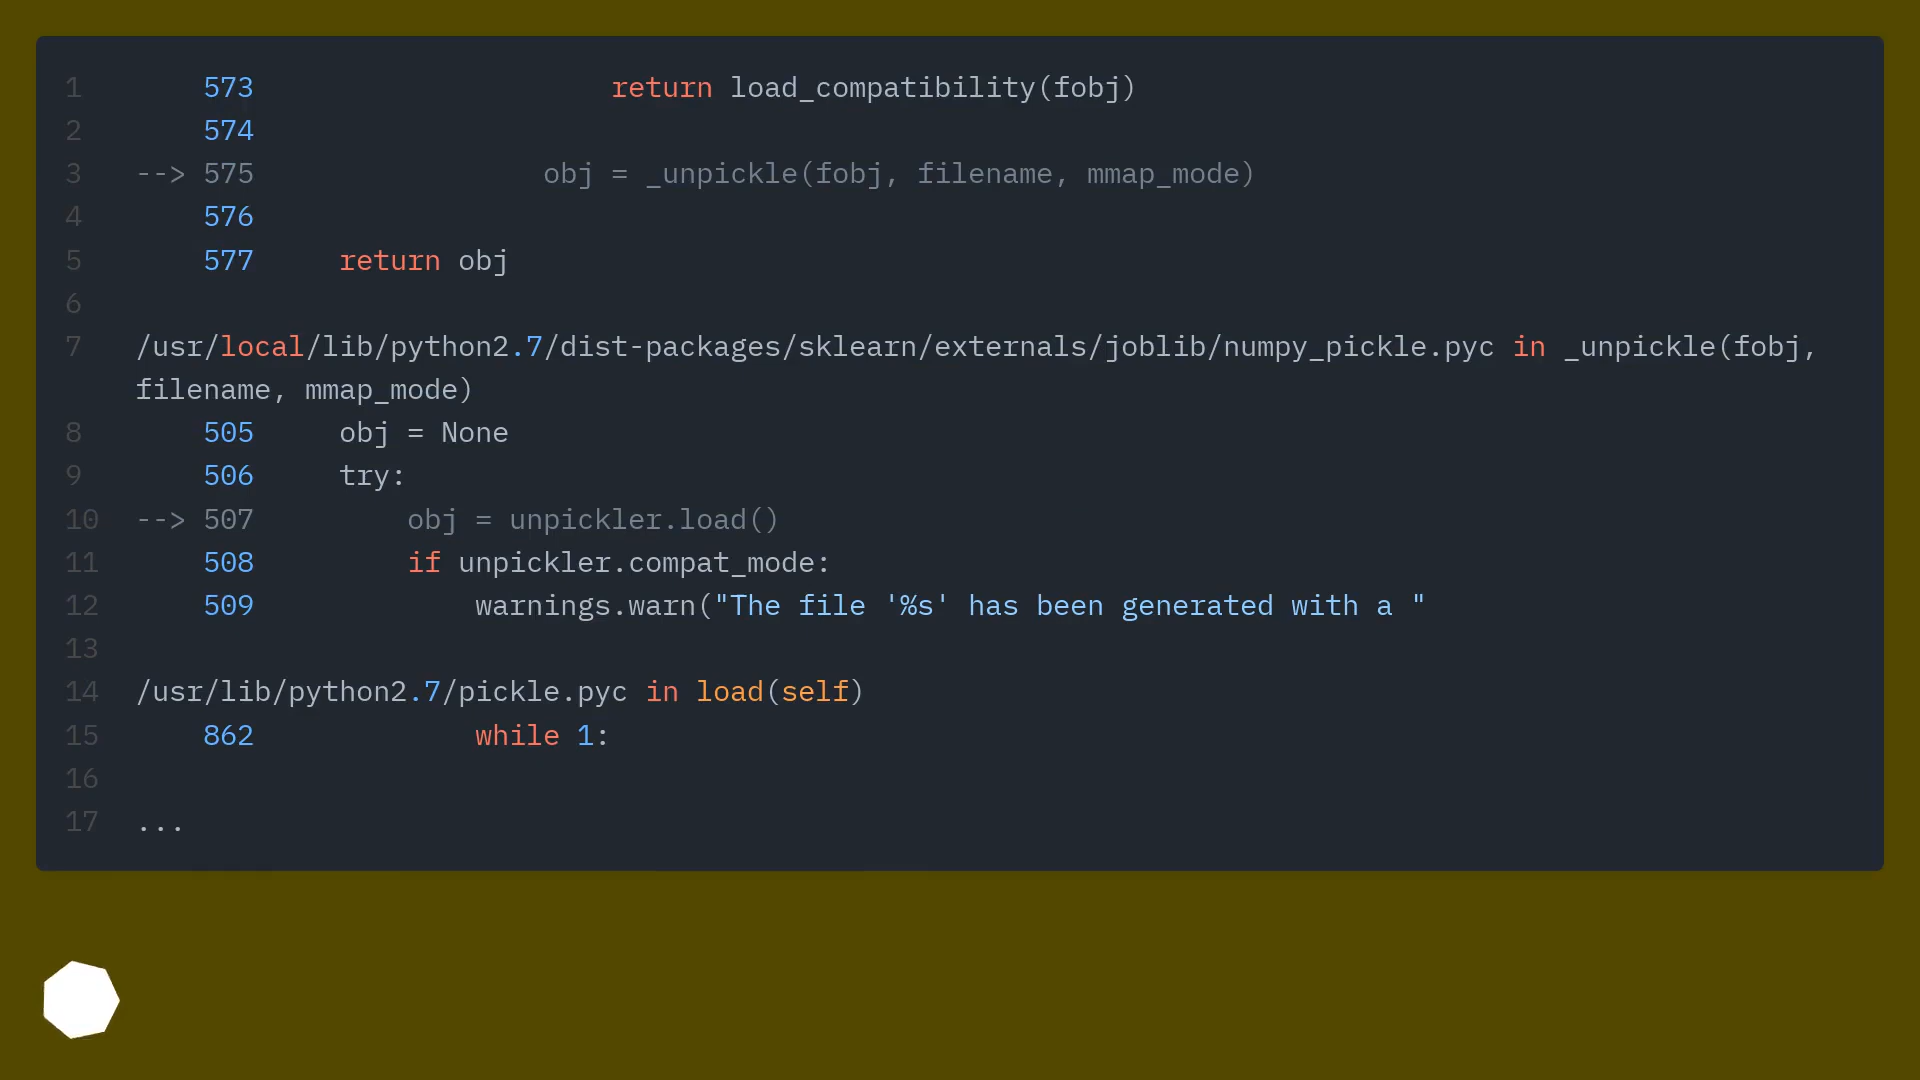 1 573 return load_compatibility(fobj)
2 574
3 --> 575 obj = _unpickle(fobj, filename, mmap_mode)
4 576
5 577 return obj
6
7 /usr/local/lib/python2.7/dist-packages/sklearn/externals/joblib/numpy_pickle.pyc in _unpickle(fobj,
filename, mmap_mode)
8 505 obj = None
9 506 try:
10 --> 507 obj = unpickler.load()
11 508 if unpickler.compat_mode:
12 509 warnings.warn("The file '%s' has been generated with a "
13
14 /usr/lib/python2.7/pickle.pyc in load(self)
15 862 while 1:
16
17 ...